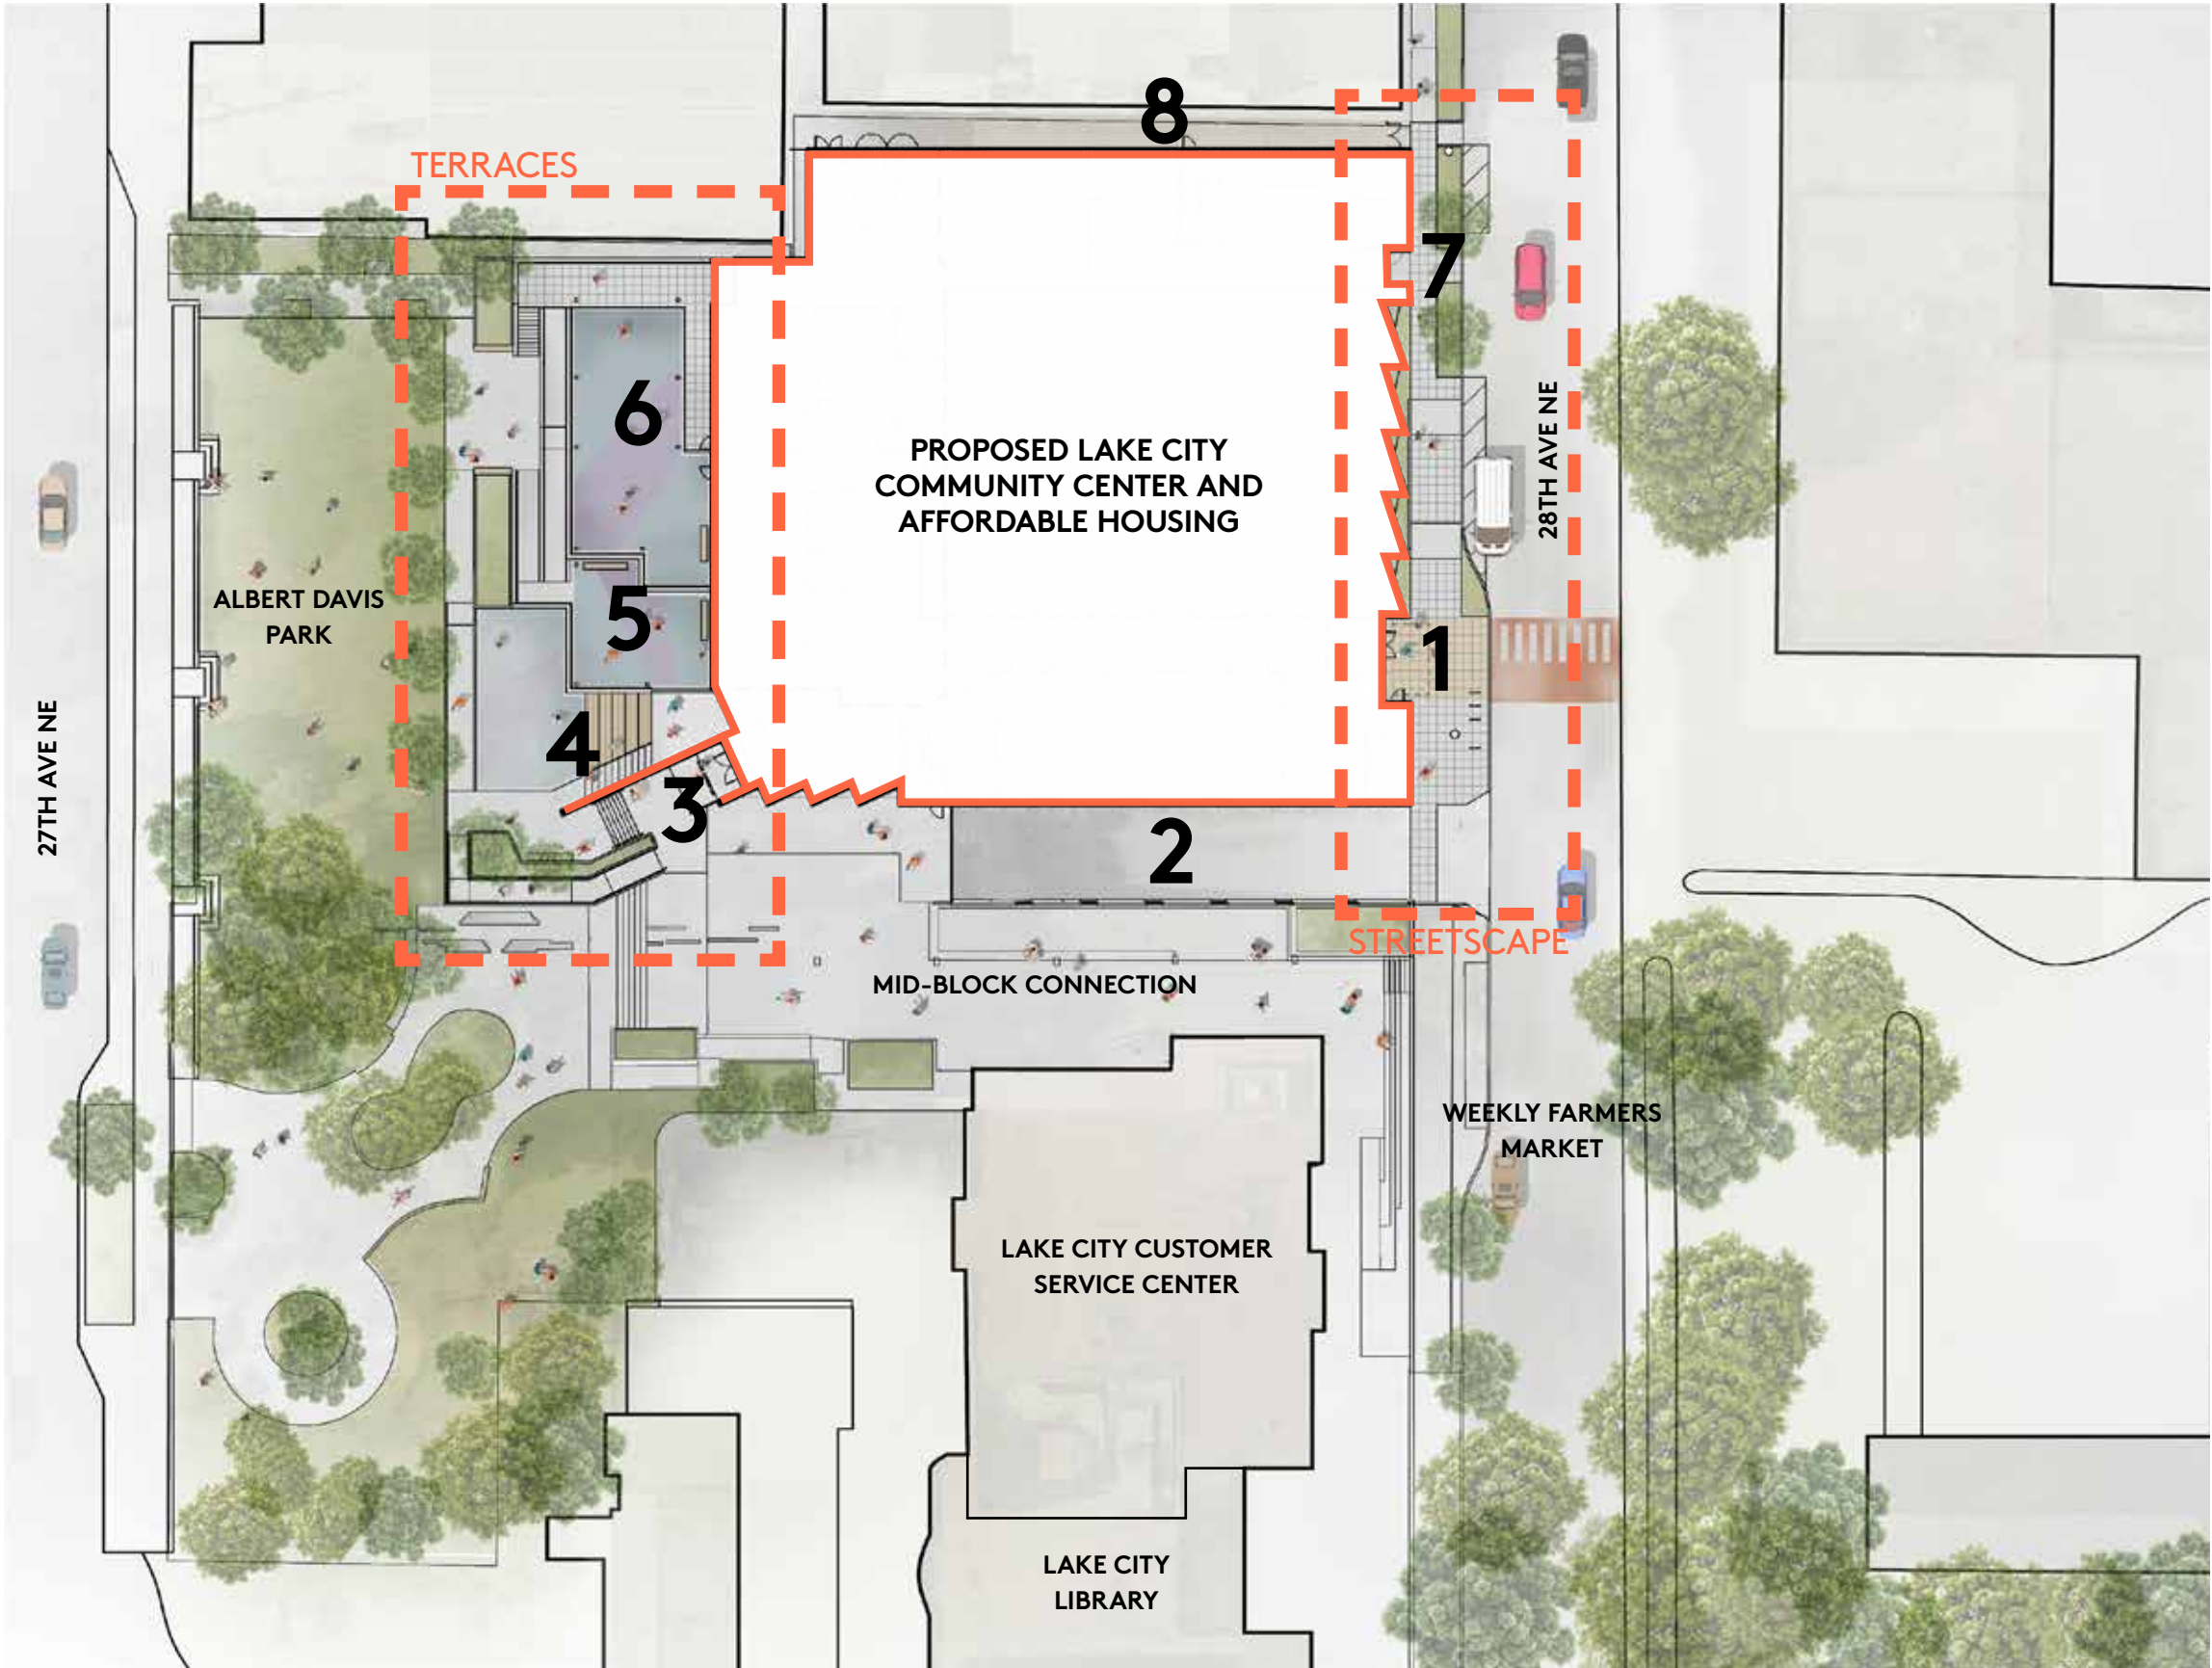 8
TERRACES
7
6
PROPOSED LAKE CITY
COMMUNITY CENTER AND
AFFORDABLE HOUSING
28TH AVE NE
ALBERT DAVIS
PARK
5
1
27TH AVE NE
4
3
2
STREETSCAPE
MID-BLOCK CONNECTION
WEEKLY FARMERS
MARKET
LAKE CITY CUSTOMER
SERVICE CENTER
LAKE CITY
LIBRARY